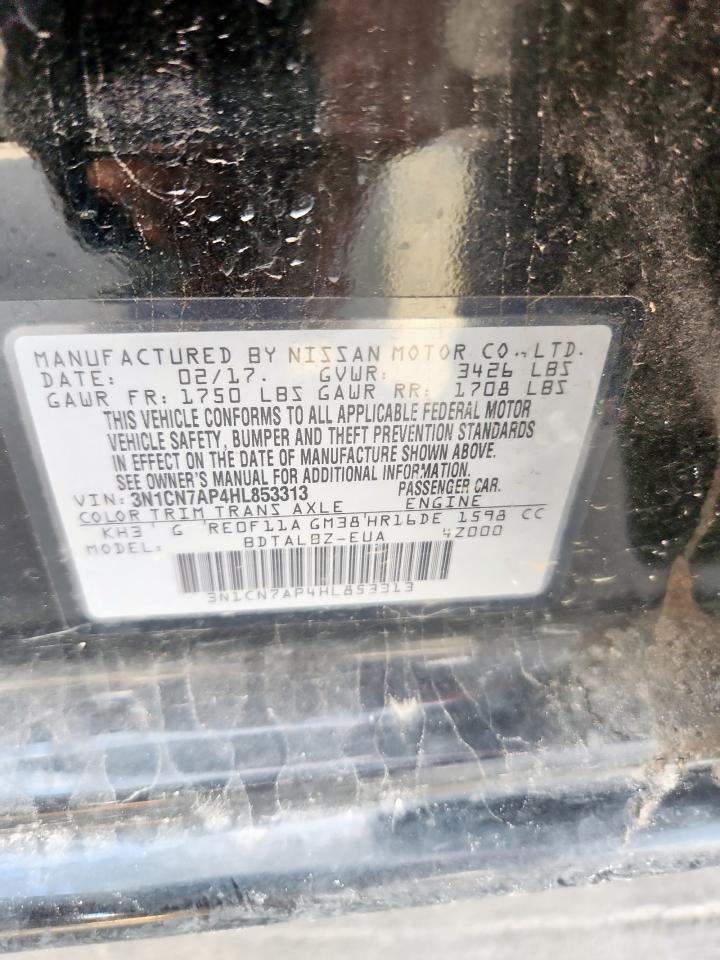 MANUFACTURED BY NISSAN MOTOR CO., LTD.
DATE: 02/17. GVWR: 3426 LBS
GAWR FR: 1750 LBS GAWR RR: 1708 LBS
THIS VEHICLE CONFORMS TO ALL APPLICABLE FEDERAL MOTOR
VEHICLE SAFETY, BUMPER AND THEFT PREVENTION STANDARDS
IN EFFECT ON THE DATE OF MANUFACTURE SHOWN ABOVE.
SEE OWNER'S MANUAL FOR ADDITIONAL INFORMATION.
VIN: 3N1CN7AP4HL853313 PASSENGER CAR.
COLOR TRIM TRANS AXLE ENGINE
KH3 G RE0F11A GM38 HR16DE 1598 CC
MODEL: BDTALBZ-EUA 4Z000
3N1CN7AP4HL853313